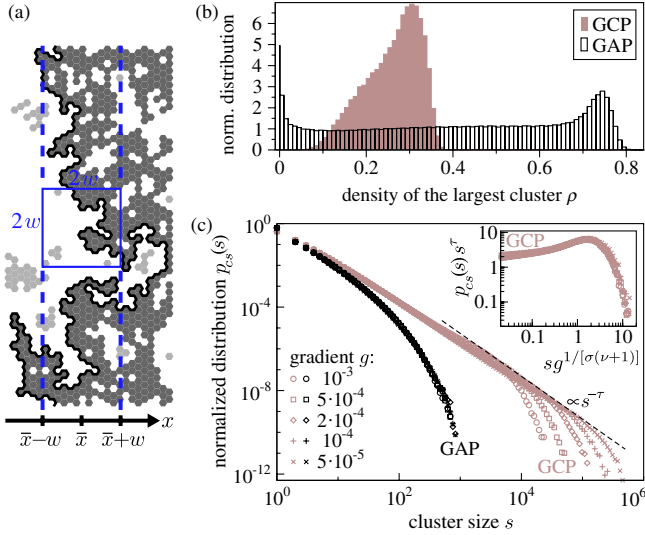 (a)
2w
2w
x̅−w x̅ x̅+w x
(b)
norm. distribution
7
6
5
4
3
2
1
0
0 0.2 0.4 0.6 0.8
density of the largest cluster ρ
GCP
GAP
(c)
normalized distribution p_cs(s)
10^0
10^-4
10^-8
10^-12
10^0 10^2 10^4 10^6
cluster size s
gradient g:
10^-3
5·10^-4
2·10^-4
10^-4
5·10^-5
GAP
GCP
∝s^-τ
GCP
p_cs(s) s^τ
10
1
0.1
0.1 1 10
sg^1/[σ(ν+1)]